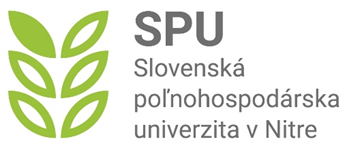 SPU
Slovenská
poľnohospodárska
univerzita v Nitre